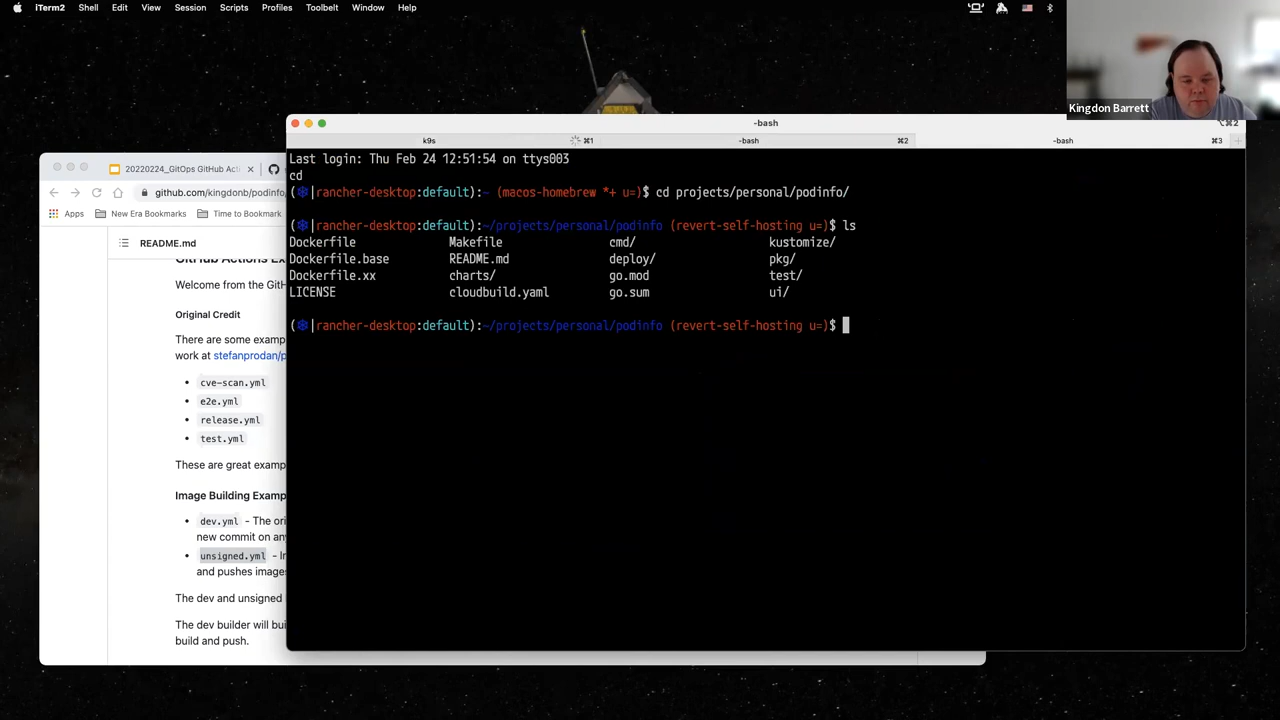 iTerm2 Shell Edit View Session Scripts Profiles Toolbelt Window Help
Kingdon Barrett
-bash
⌥⌘2
k9s ⌘1 -bash ⌘2 -bash ⌘3
Last login: Thu Feb 24 12:51:54 on ttys003
cd
(❄|rancher-desktop:default):~ (macos-homebrew *+ u=)$ cd projects/personal/podinfo/
(❄|rancher-desktop:default):~/projects/personal/podinfo (revert-self-hosting u=)$ ls
Dockerfile Makefile cmd/ kustomize/
Dockerfile.base README.md deploy/ pkg/
Dockerfile.xx charts/ go.mod test/
LICENSE cloudbuild.yaml go.sum ui/
(❄|rancher-desktop:default):~/projects/personal/podinfo (revert-self-hosting u=)$
20220224_GitOps GitHub Act
github.com/kingdonb/podinfo
Apps New Era Bookmarks Time to Bookmark
README.md
GitHub Actions Ex
Welcome from the GitH
Original Credit
There are some examp
work at stefanprodan/p
• cve-scan.yml
• e2e.yml
• release.yml
• test.yml
These are great examp
Image Building Examp
• dev.yml - The ori
new commit on an
• unsigned.yml - In
and pushes images
The dev and unsigned
The dev builder will bui
build and push.